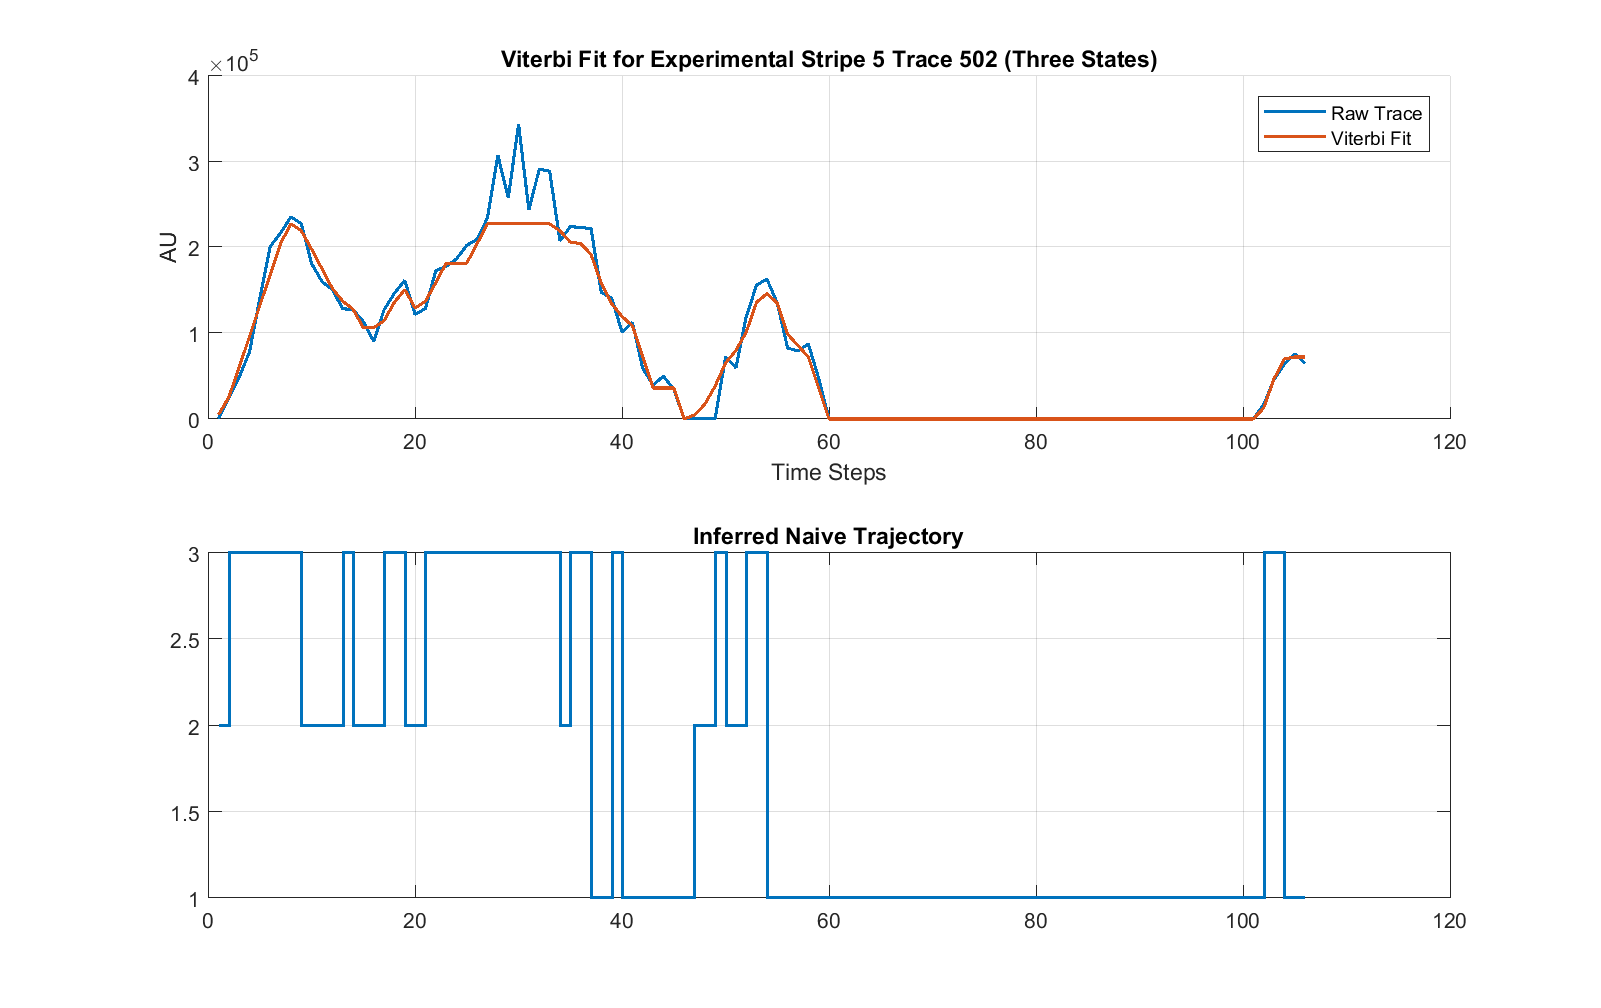 Viterbi Fit for Experimental Stripe 5 Trace 502 (Three States)
×10^5
4
3
2
1
0
AU
Raw Trace
Viterbi Fit
0 20 40 60 80 100 120
Time Steps
Inferred Naive Trajectory
3
2.5
2
1.5
1
0 20 40 60 80 100 120